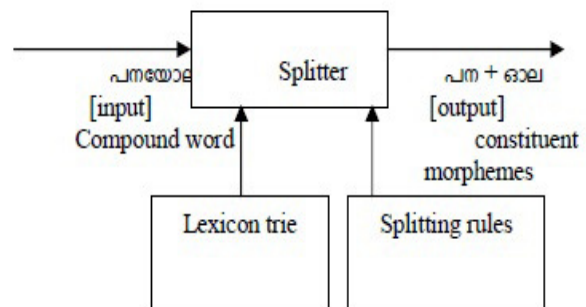 Splitter
പനയോല
[input]
Compound word
പന + ഓല
[output]
constituent
morphemes
Lexicon trie
Splitting rules